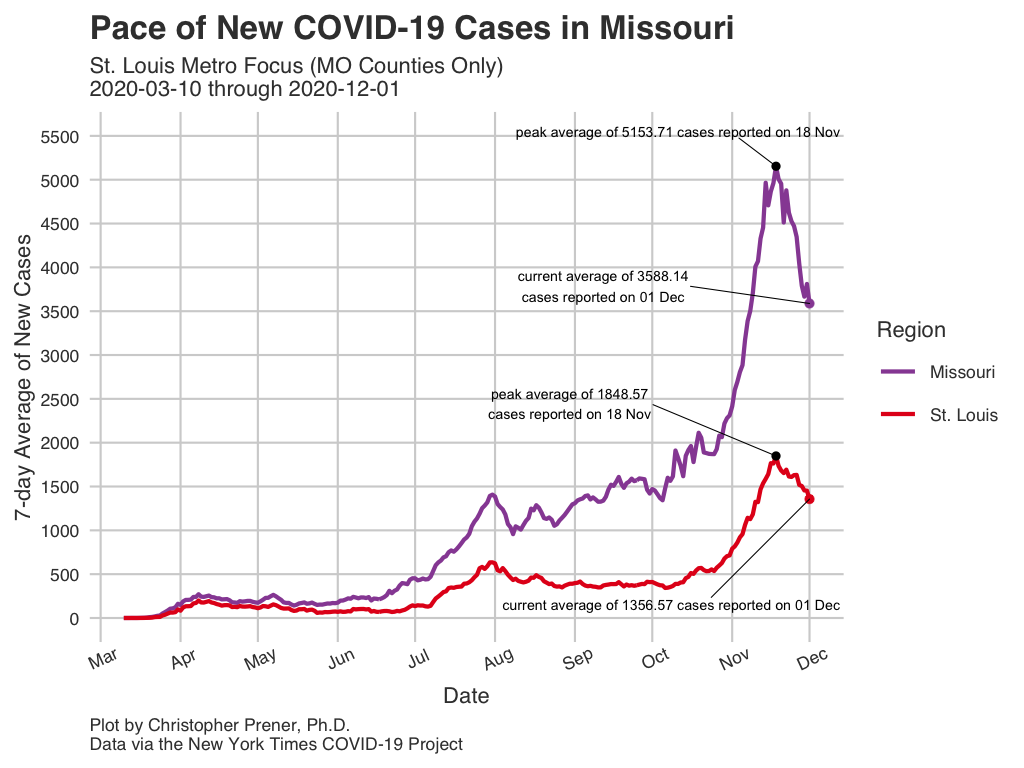 Pace of New COVID-19 Cases in Missouri
St. Louis Metro Focus (MO Counties Only)
2020-03-10 through 2020-12-01
7-day Average of New Cases
5500
5000
4500
4000
3500
3000
2500
2000
1500
1000
500
0
peak average of 5153.71 cases reported on 18 Nov
current average of 3588.14
cases reported on 01 Dec
peak average of 1848.57
cases reported on 18 Nov
current average of 1356.57 cases reported on 01 Dec
Region
Missouri
St. Louis
Mar
Apr
May
Jun
Jul
Aug
Sep
Oct
Nov
Dec
Date
Plot by Christopher Prener, Ph.D.
Data via the New York Times COVID-19 Project